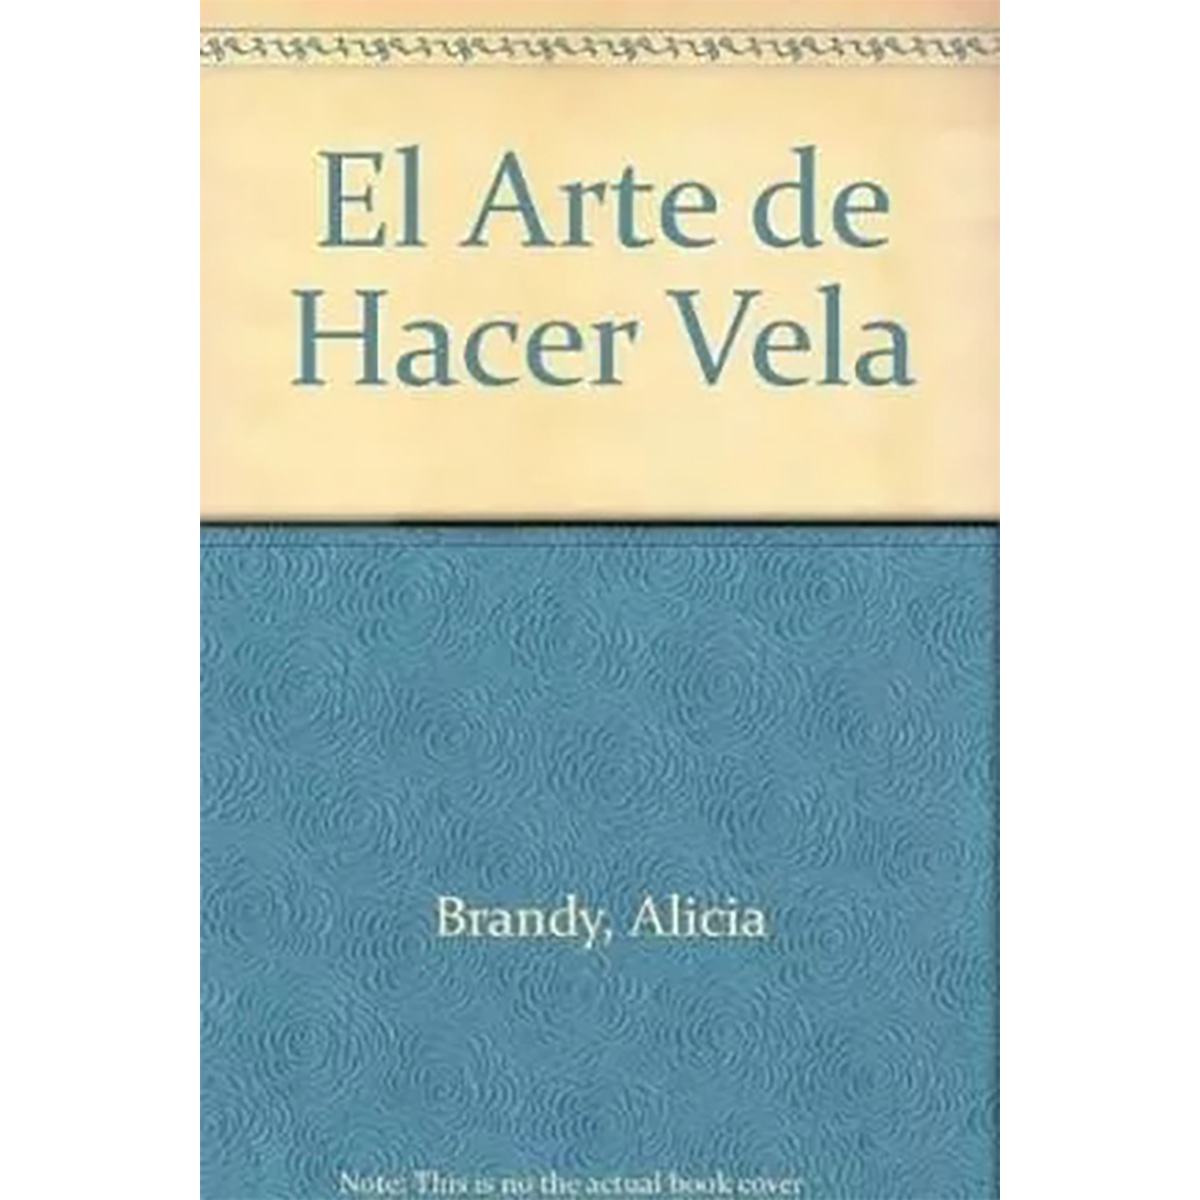 El Arte de
Hacer Vela
Brandy, Alicia
Note: This is no the actual book cover